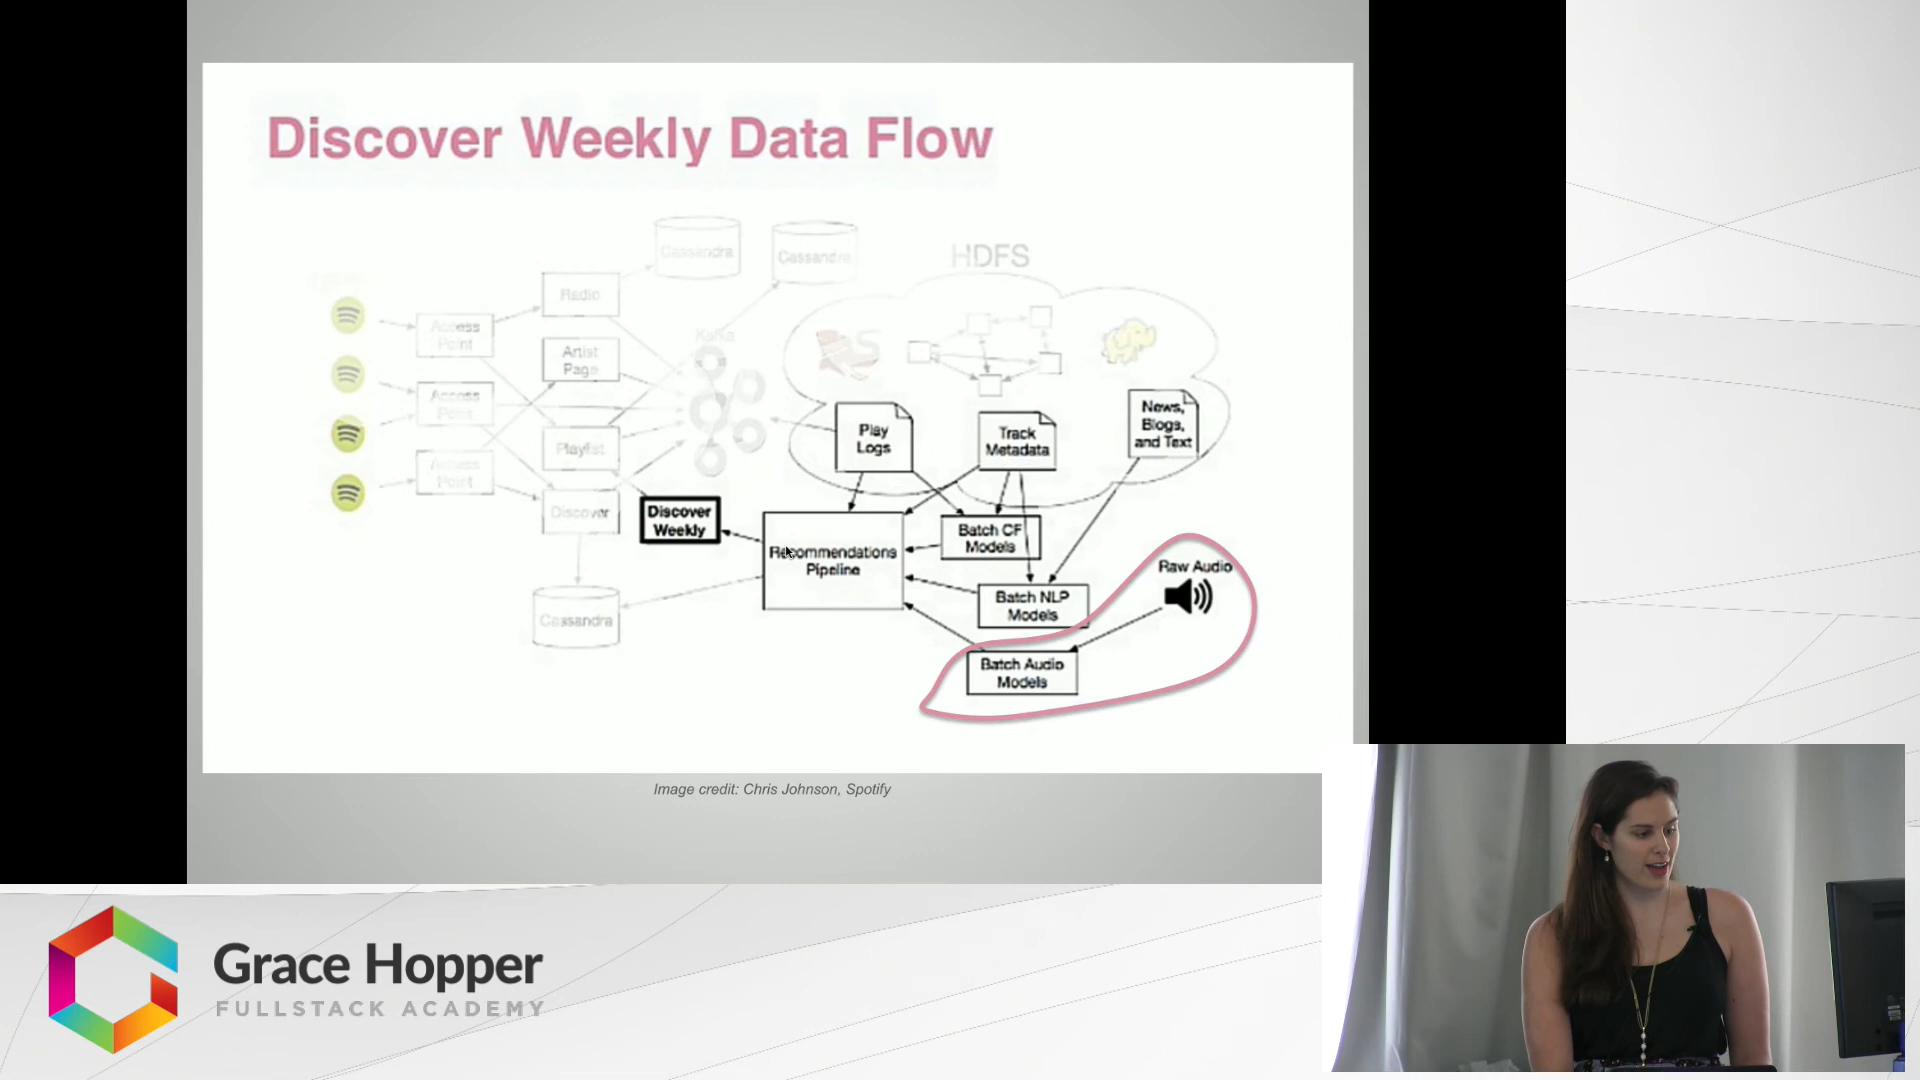 Discover Weekly Data Flow
Cassandra
Cassandra
HDFS
Radio
Access
Point
Artist
Page
Kafka
Access
Point
Playlist
Access
Point
Discover
Play
Logs
Track
Metadata
News,
Blogs,
and Text
Discover
Weekly
Recommendations
Pipeline
Batch CF
Models
Batch NLP
Models
Raw Audio
Batch Audio
Models
Cassandra
Image credit: Chris Johnson, Spotify
Grace Hopper
FULLSTACK ACADEMY